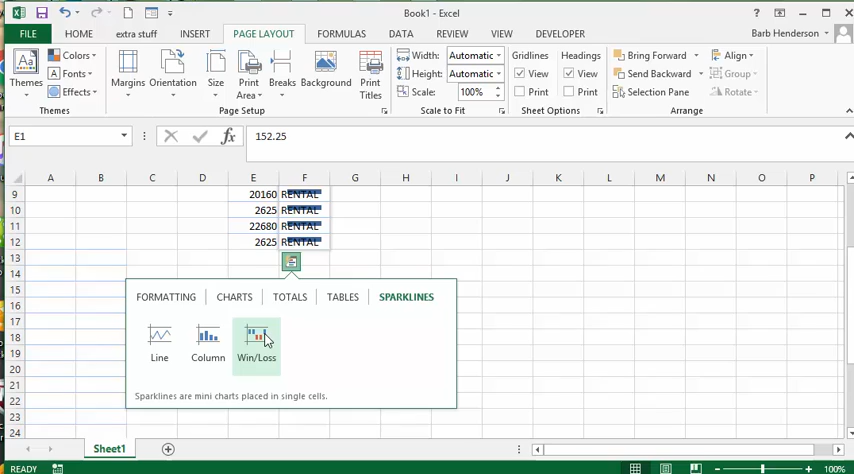 Book1 - Excel
FILE HOME extra stuff INSERT PAGE LAYOUT FORMULAS DATA REVIEW VIEW DEVELOPER Barb Henderson
Themes
Colors
Fonts
Effects
Themes
Margins Orientation Size Print Area Breaks Background Print Titles
Page Setup
Width: Automatic
Height: Automatic
Scale: 100%
Scale to Fit
Gridlines Headings
View View
Print Print
Sheet Options
Bring Forward Align
Send Backward Group
Selection Pane Rotate
Arrange
E1 fx 152.25
A B C D E F G H I J K L M N O P
9 20160 RENTAL
10 2625 RENTAL
11 22680 RENTAL
12 2625 RENTAL
13
14
15
16
17
18
19
20
21
22
23
24
FORMATTING CHARTS TOTALS TABLES SPARKLINES
Line Column Win/Loss
Sparklines are mini charts placed in single cells.
Sheet1
READY 100%